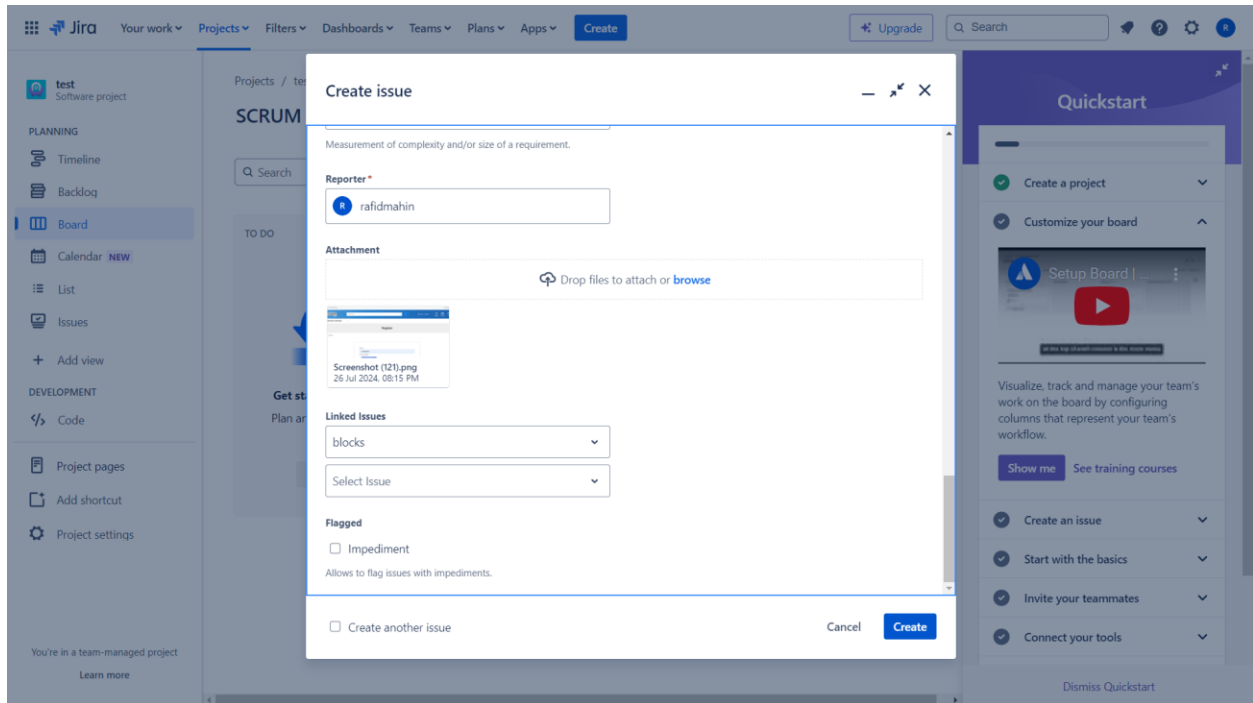 Jira
Your work
Projects
Filters
Dashboards
Teams
Plans
Apps
Create
Upgrade
Search
R
test
Software project
PLANNING
Timeline
Backlog
Board
Calendar NEW
List
Issues
Add view
DEVELOPMENT
Code
Project pages
Add shortcut
Project settings
You're in a team-managed project
Learn more
Projects / tes
SCRUM
Search
TO DO
Get sta
Plan an
Create issue
Measurement of complexity and/or size of a requirement.
Reporter*
R rafidmahin
Attachment
Drop files to attach or browse
Screenshot (121).png
26 Jul 2024, 08:15 PM
Linked Issues
blocks
Select Issue
Flagged
Impediment
Allows to flag issues with impediments.
Create another issue
Cancel
Create
Quickstart
Create a project
Customize your board
Setup Board | ...
Visualize, track and manage your team's
work on the board by configuring
columns that represent your team's
workflow.
Show me See training courses
Create an issue
Start with the basics
Invite your teammates
Connect your tools
Dismiss Quickstart